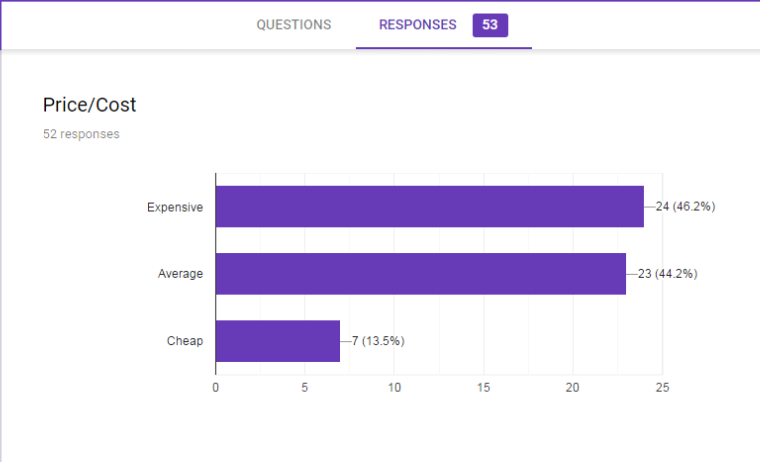 QUESTIONS RESPONSES 53
Price/Cost
52 responses
Expensive 24 (46.2%)
Average 23 (44.2%)
Cheap 7 (13.5%)
0 5 10 15 20 25